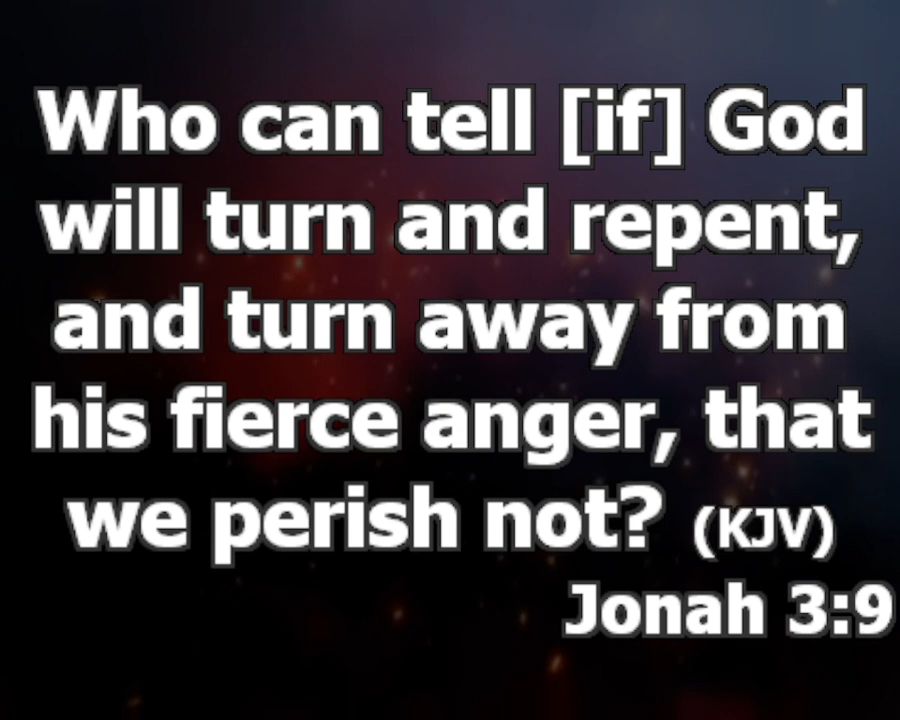 Who can tell [if] God
will turn and repent,
and turn away from
his fierce anger, that
we perish not? (KJV)
Jonah 3:9